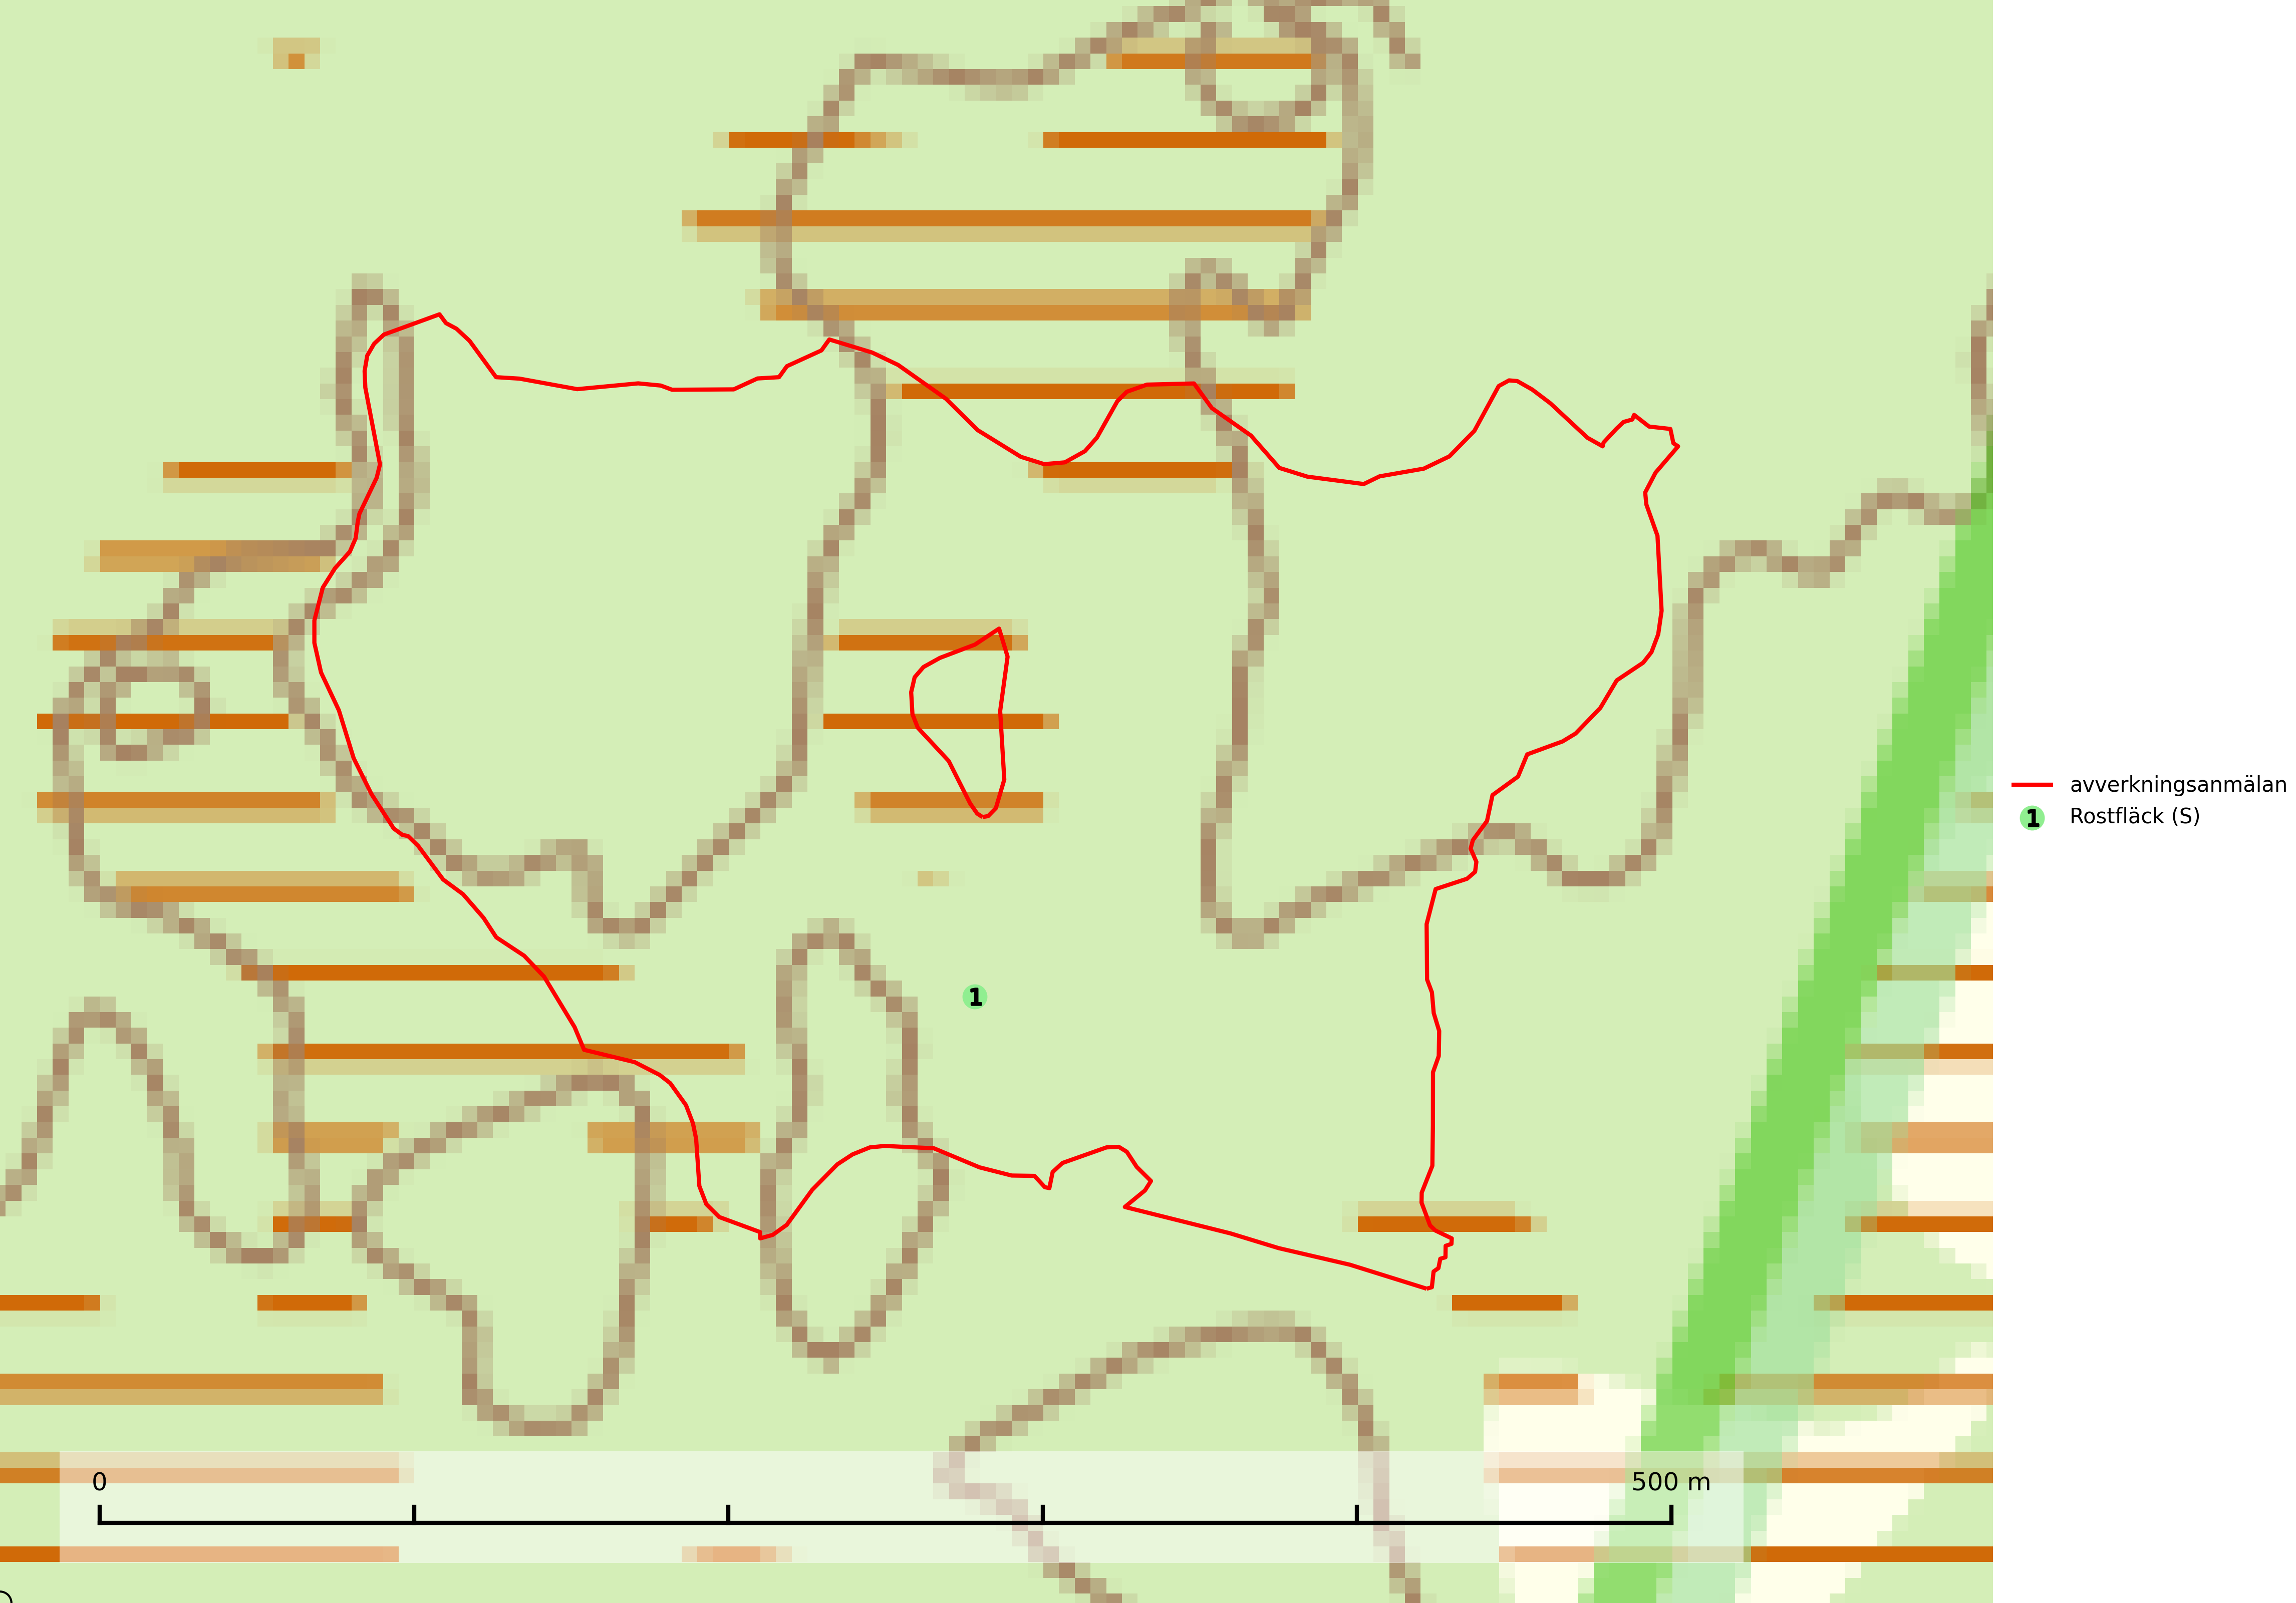 avverkningsanmälan
1 Rostfläck (S)
1
0 500 m